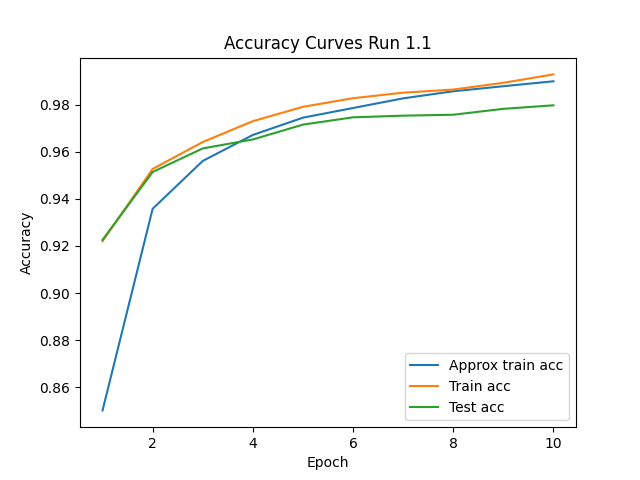 Accuracy Curves Run 1.1
Accuracy
0.98
0.96
0.94
0.92
0.90
0.88
0.86
2
4
6
8
10
Epoch
Approx train acc
Train acc
Test acc